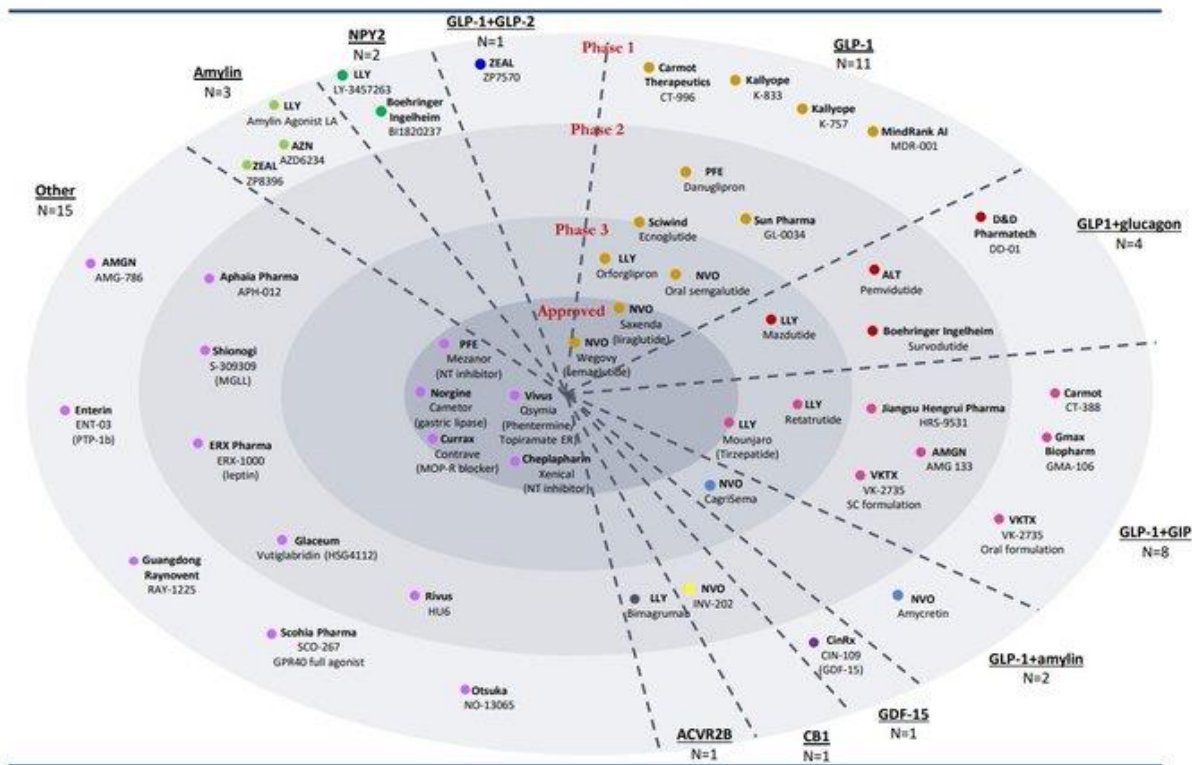 GLP-1+GLP-2
N=1
NPY2
N=2
Amylin
N=3
Other
N=15
GLP-1
N=11
GLP1+glucagon
N=4
GLP-1+GIP
N=8
GLP-1+amylin
N=2
GDF-15
N=1
CB1
N=1
ACVR2B
N=1
Phase 1
Phase 2
Phase 3
Approved
ZEAL
ZP7570
LLY
LY-3457263
Boehringer
Ingelheim
BI1820237
LLY
Amylin Agonist LA
AZN
AZD6234
ZEAL
ZP8396
Carmot
Therapeutics
CT-996
Kallyope
K-833
Kallyope
K-757
MindRank AI
MDR-001
PFE
Danuglipron
Sciwind
Ecnoglutide
Sun Pharma
GL-0034
LLY
Orforglipron
NVO
Oral semgalutide
NVO
Saxenda
(liraglutide)
NVO
Wegovy
(semaglutide)
D&D
Pharmatech
DD-01
ALT
Pemvidutide
LLY
Mazdutide
Boehringer Ingelheim
Survodutide
Carmot
CT-388
Gmax
Biopharm
GMA-106
Jiangsu Hengrui Pharma
HRS-9531
AMGN
AMG 133
VKTX
VK-2735
SC formulation
VKTX
VK-2735
Oral formulation
LLY
Retatrutide
LLY
Mounjaro
(Tirzepatide)
NVO
CagriSema
NVO
Amycretin
CinRx
CIN-109
(GDF-15)
NVO
INV-202
LLY
Bimagrumab
AMGN
AMG-786
Aphaia Pharma
APH-012
Shionogi
S-309309
(MGLL)
Enterin
ENT-03
(PTP-1b)
ERX Pharma
ERX-1000
(leptin)
Glaceum
Vutiglabridin (HSG4112)
Guangdong
Raynovent
RAY-1225
Rivus
HU6
Scohia Pharma
SCO-267
GPR40 full agonist
Otsuka
NO-13065
PFE
Mezanor
(NT inhibitor)
Norgine
Cametor
(gastric lipase)
Vivus
Qsymia
(Phentermine/
Topiramate ER)
Currax
Contrave
(MOP-R blocker)
Cheplapharin
Xenical
(NT inhibitor)